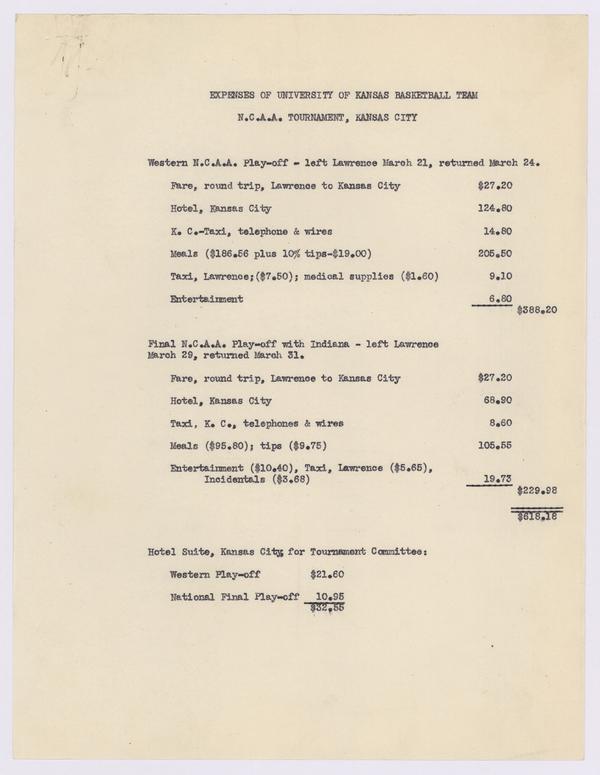 EXPENSES OF UNIVERSITY OF KANSAS BASKETBALL TEAM
N.C.A.A. TOURNAMENT, KANSAS CITY
Western N.C.A.A. Play-off - left Lawrence March 21, returned March 24.
Fare, round trip, Lawrence to Kansas City $27.20
Hotel, Kansas City 124.80
K. C.-Taxi, telephone & wires 14.80
Meals ($186.56 plus 10% tips-$19.00) 205.50
Taxi, Lawrence;($7.50); medical supplies ($1.60) 9.10
Entertainment 6.80
$388.20
Final N.C.A.A. Play-off with Indiana - left Lawrence
March 29, returned March 31.
Fare, round trip, Lawrence to Kansas City $27.20
Hotel, Kansas City 68.90
Taxi, K. C., telephones & wires 8.60
Meals ($95.80); tips ($9.75) 105.55
Entertainment ($10.40), Taxi, Lawrence ($5.65),
Incidentals ($3.68) 19.73
$229.98
$618.18
Hotel Suite, Kansas City, for Tournament Committee:
Western Play-off $21.60
National Final Play-off 10.95
$32.55